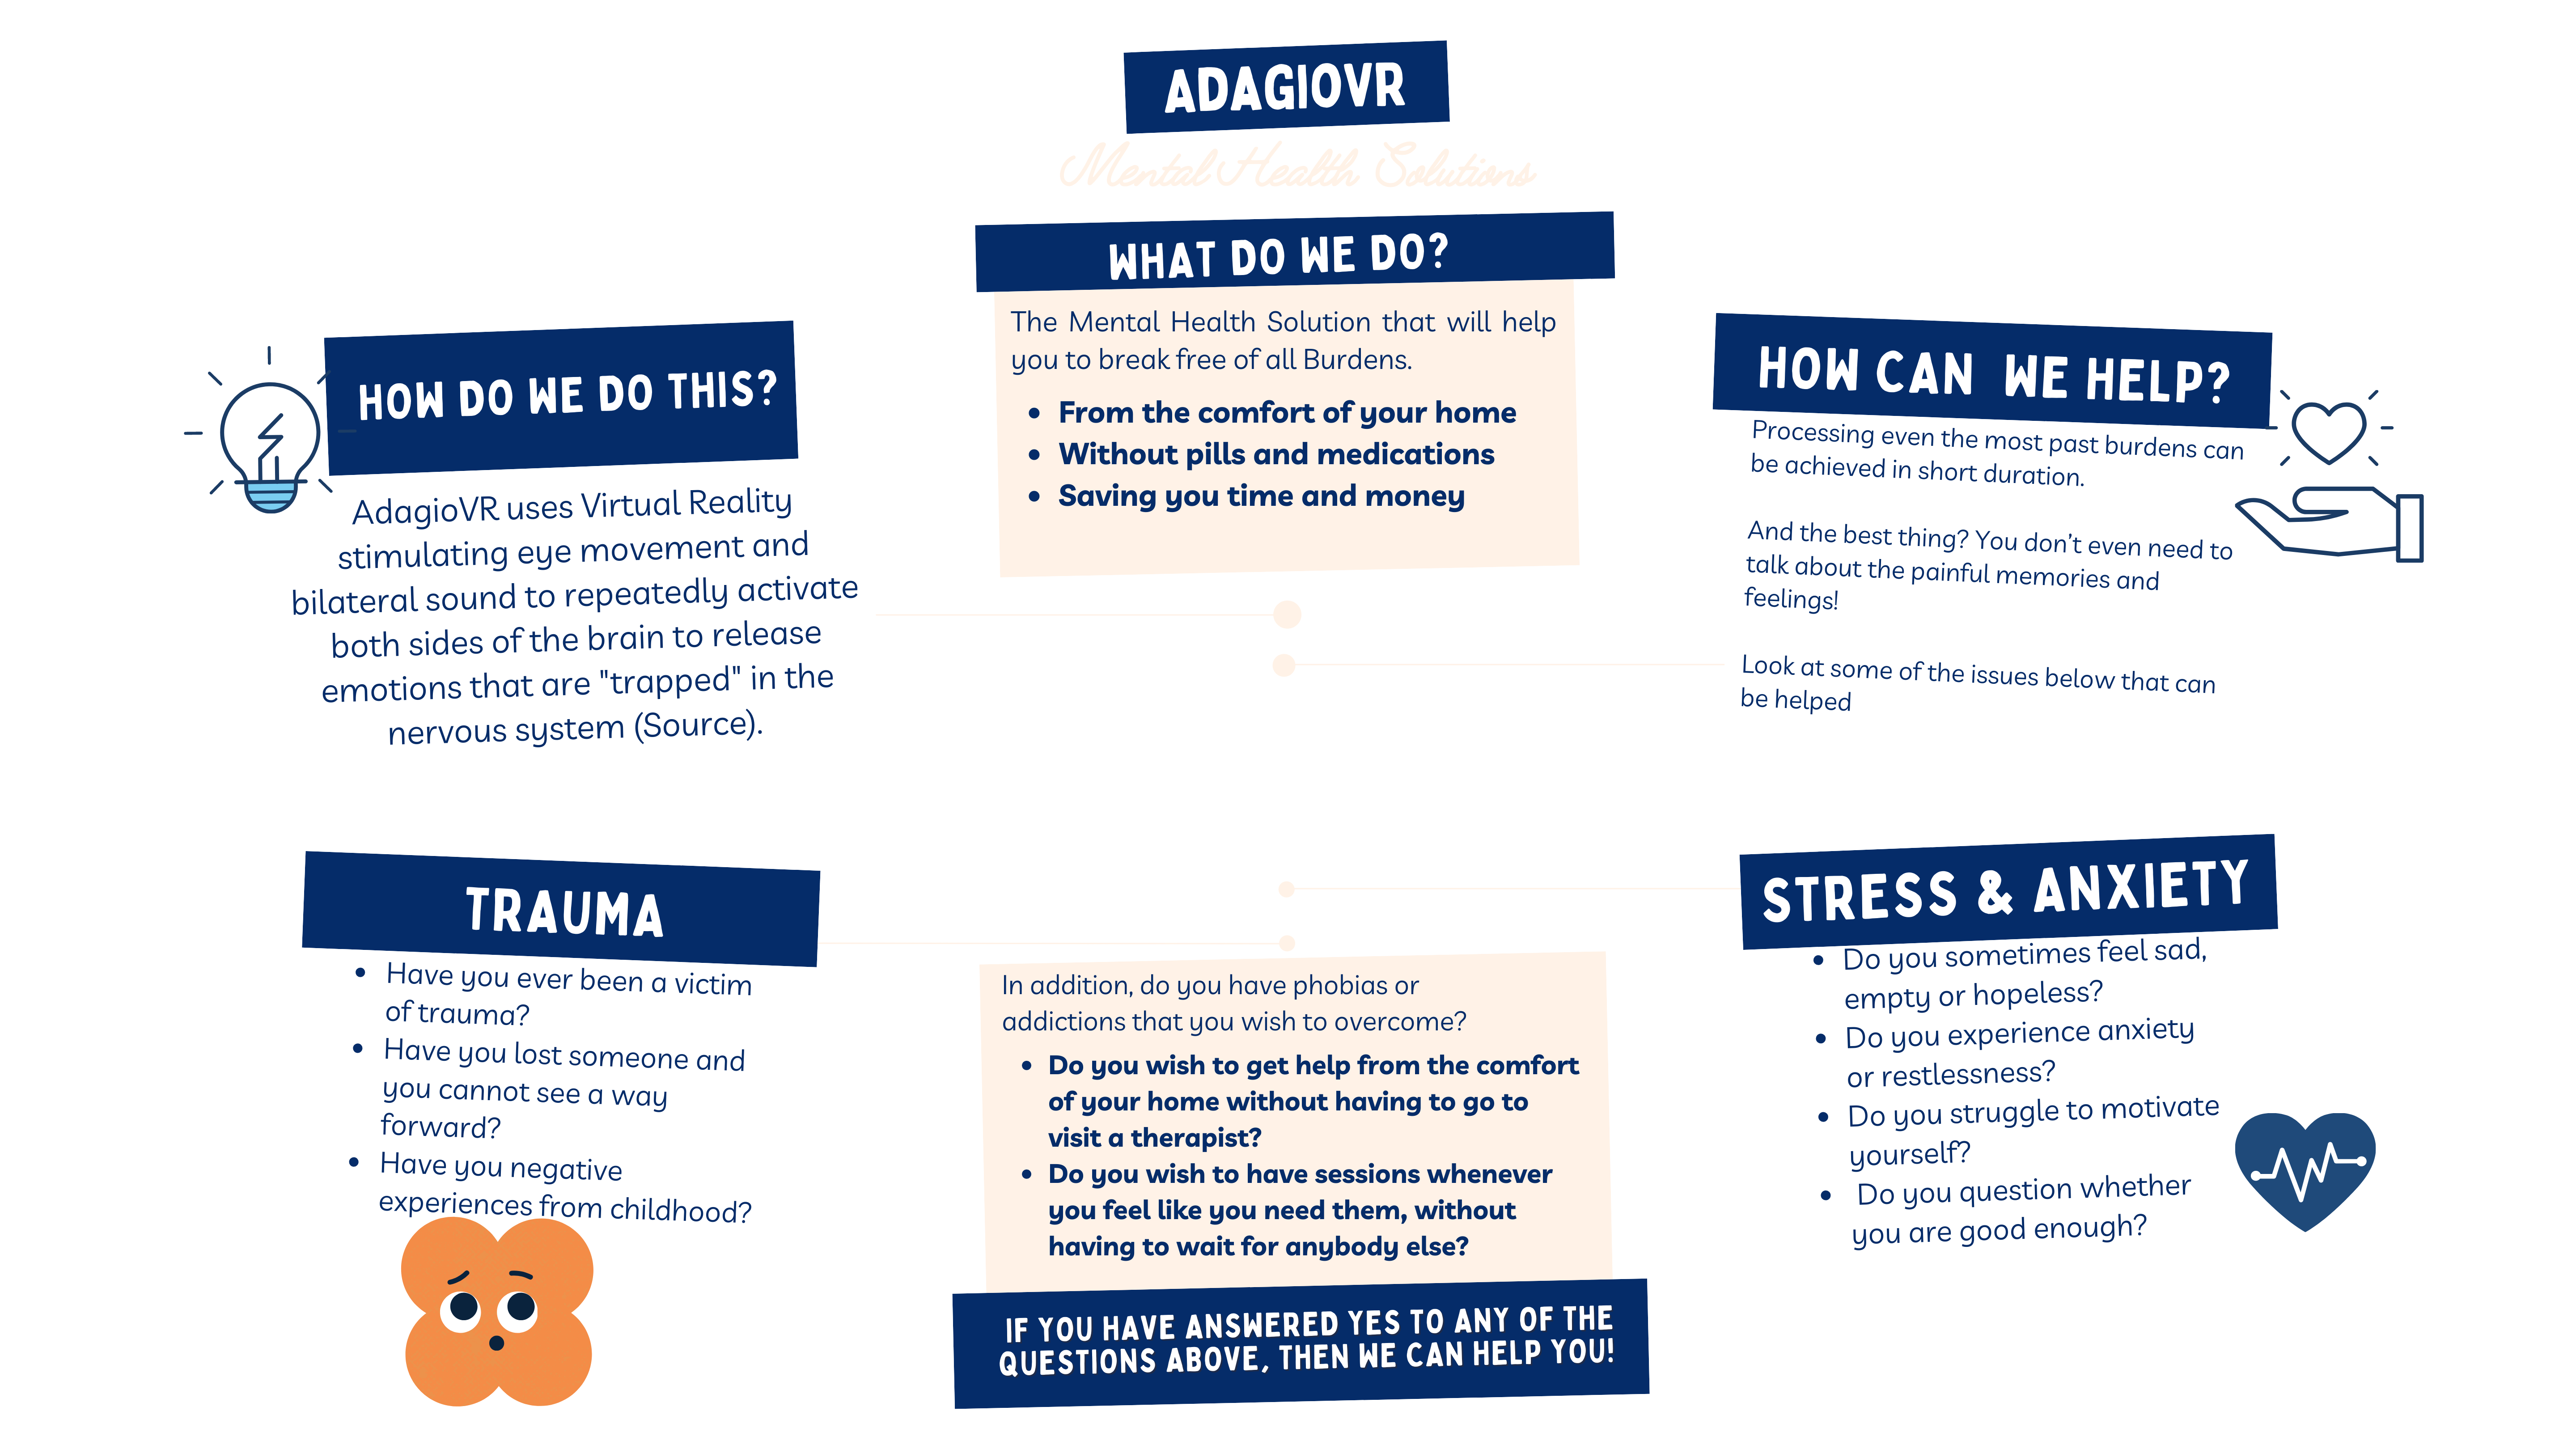 ADAGIOVR
Mental Health Solutions
WHAT DO WE DO?
The Mental Health Solution that will help
you to break free of all Burdens.
• From the comfort of your home
• Without pills and medications
• Saving you time and money
HOW DO WE DO THIS?
AdagioVR uses Virtual Reality
stimulating eye movement and
bilateral sound to repeatedly activate
both sides of the brain to release
emotions that are "trapped" in the
nervous system (Source).
HOW CAN WE HELP?
Processing even the most past burdens can
be achieved in short duration.
And the best thing? You don't even need to
talk about the painful memories and
feelings!
Look at some of the issues below that can
be helped
TRAUMA
• Have you ever been a victim
of trauma?
• Have you lost someone and
you cannot see a way
forward?
• Have you negative
experiences from childhood?
STRESS & ANXIETY
• Do you sometimes feel sad,
empty or hopeless?
• Do you experience anxiety
or restlessness?
• Do you struggle to motivate
yourself?
• Do you question whether
you are good enough?
In addition, do you have phobias or
addictions that you wish to overcome?
• Do you wish to get help from the comfort
of your home without having to go to
visit a therapist?
• Do you wish to have sessions whenever
you feel like you need them, without
having to wait for anybody else?
IF YOU HAVE ANSWERED YES TO ANY OF THE
QUESTIONS ABOVE, THEN WE CAN HELP YOU!